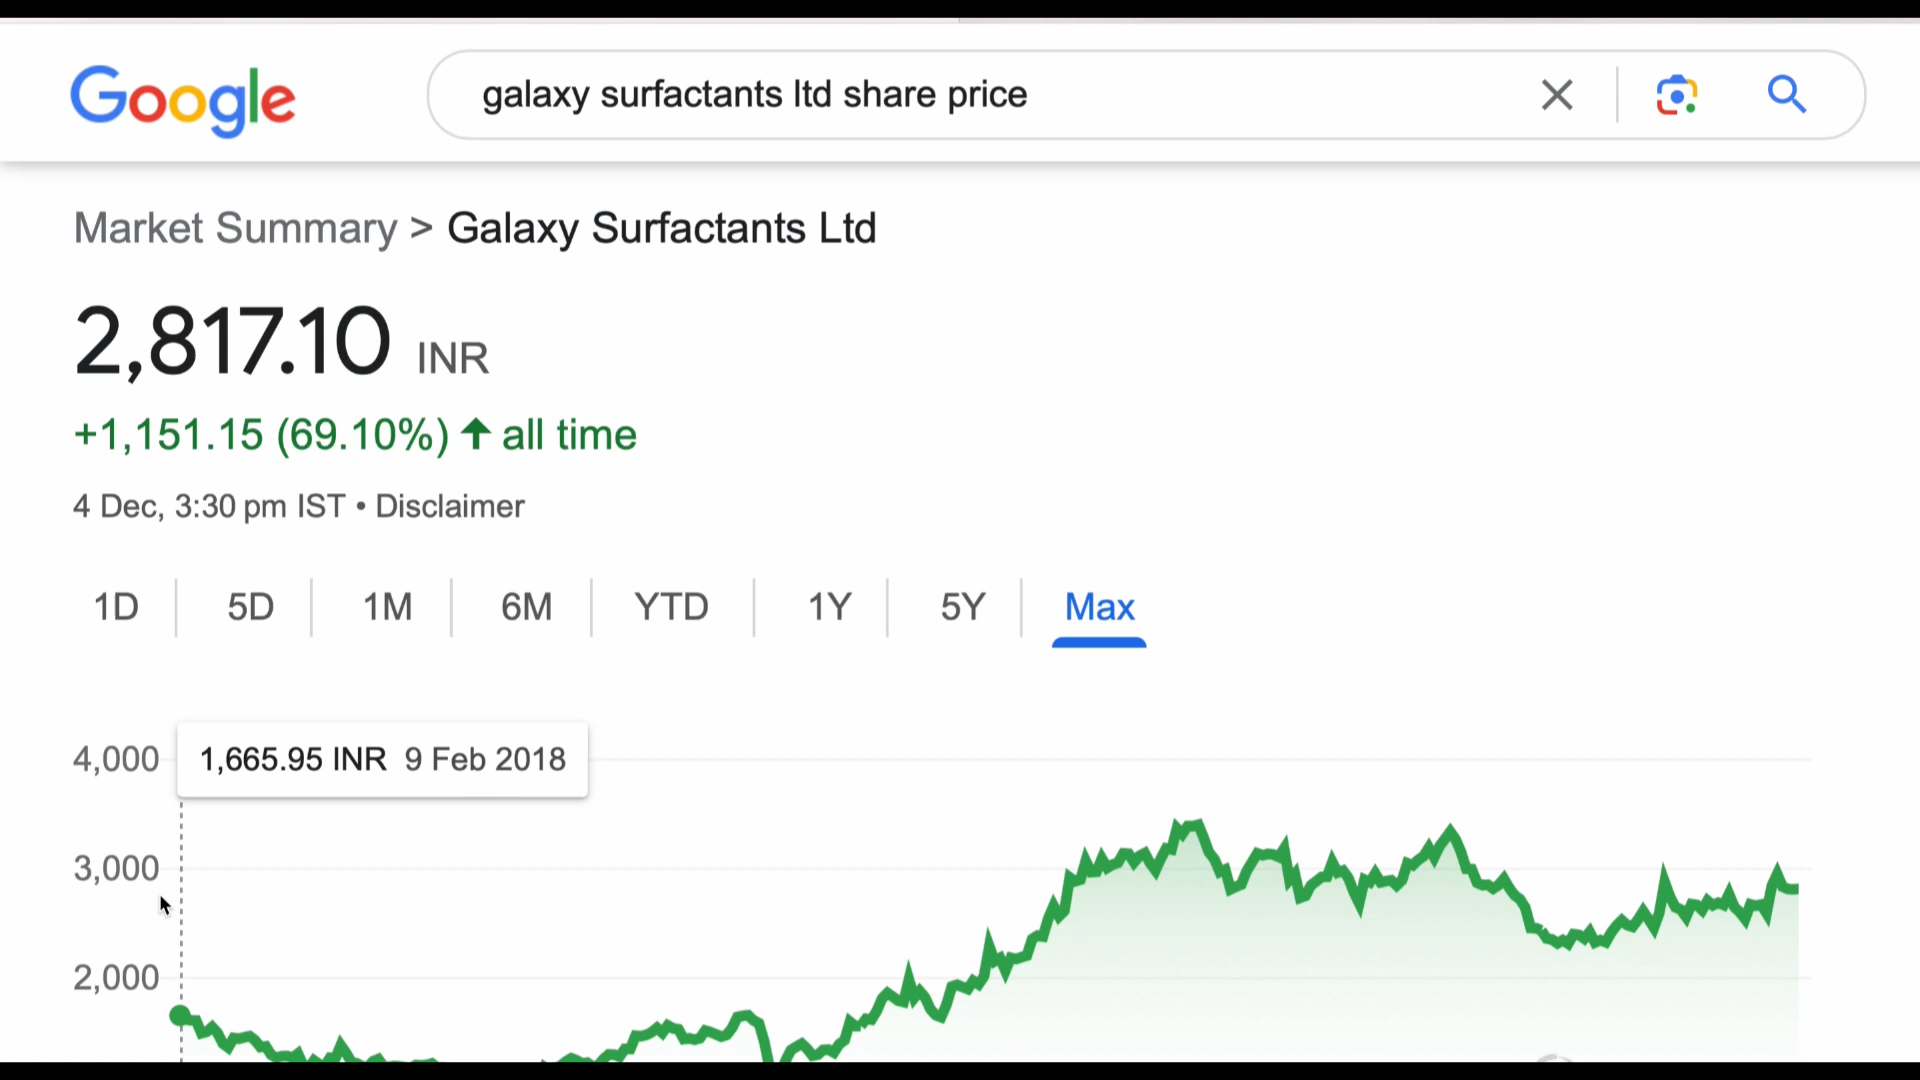 Google
galaxy surfactants ltd share price
Market Summary > Galaxy Surfactants Ltd
2,817.10 INR
+1,151.15 (69.10%) ↑ all time
4 Dec, 3:30 pm IST • Disclaimer
1D 5D 1M 6M YTD 1Y 5Y Max
4,000
1,665.95 INR 9 Feb 2018
3,000
2,000